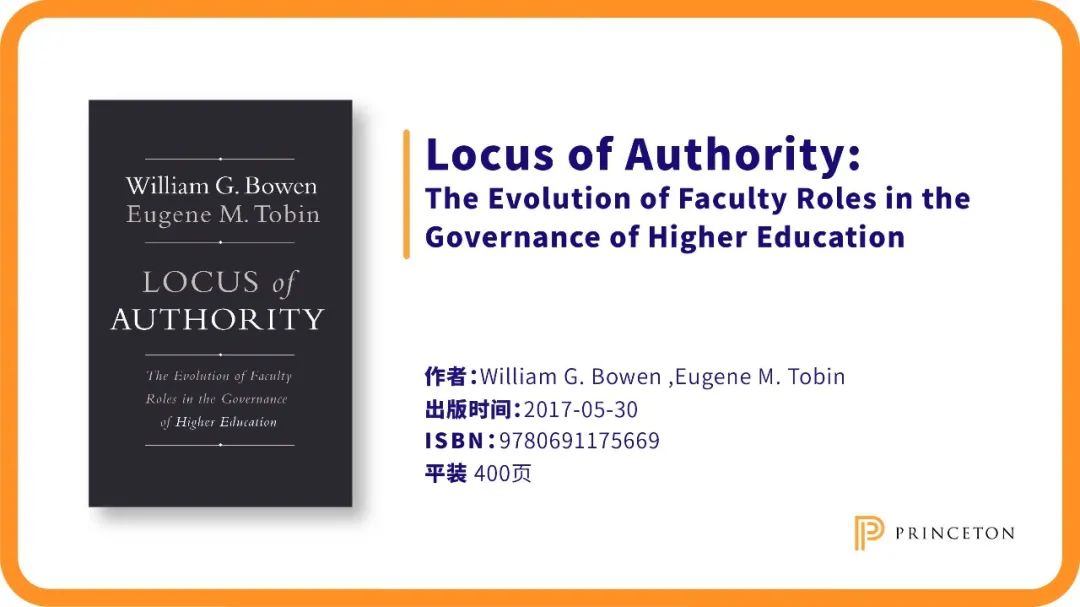 William G. Bowen
Eugene M. Tobin
LOCUS of
AUTHORITY
The Evolution of Faculty
Roles in the Governance
of Higher Education
Locus of Authority:
The Evolution of Faculty Roles in the
Governance of Higher Education
作者：William G. Bowen ,Eugene M. Tobin
出版时间：2017-05-30
ISBN：9780691175669
平装 400页
PRINCETON